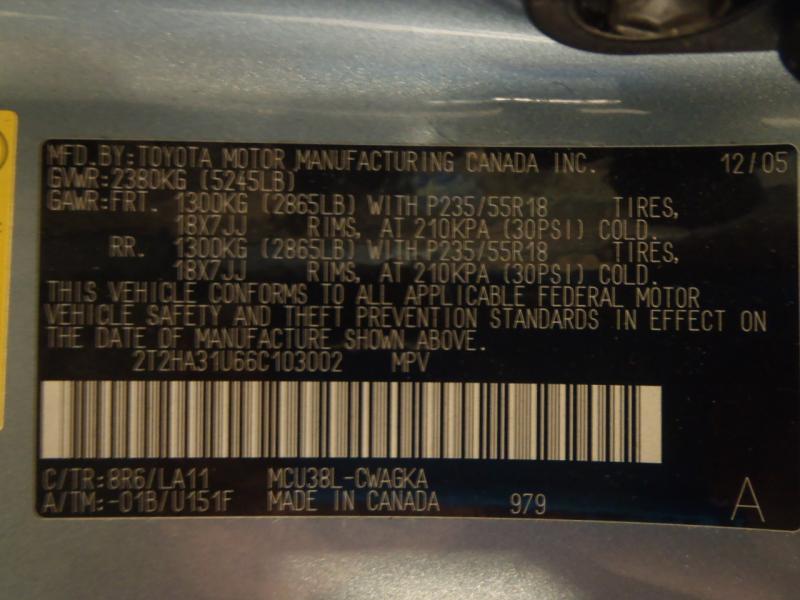 MFD.BY:TOYOTA MOTOR MANUFACTURING CANADA INC. 12/05
GVWR:2380KG (5245LB)
GAWR:FRT. 1300KG (2865LB) WITH P235/55R18 TIRES,
18X7JJ RIMS, AT 210KPA (30PSI) COLD.
RR. 1300KG (2865LB) WITH P235/55R18 TIRES,
18X7JJ RIMS, AT 210KPA (30PSI) COLD.
THIS VEHICLE CONFORMS TO ALL APPLICABLE FEDERAL MOTOR
VEHICLE SAFETY AND THEFT PREVENTION STANDARDS IN EFFECT ON
THE DATE OF MANUFACTURE SHOWN ABOVE.
2T2HA31U66C103002 MPV
C/TR:8R6/LA11 MCU38L-CWAGKA
A/TM:-01B/U151F MADE IN CANADA 979 A